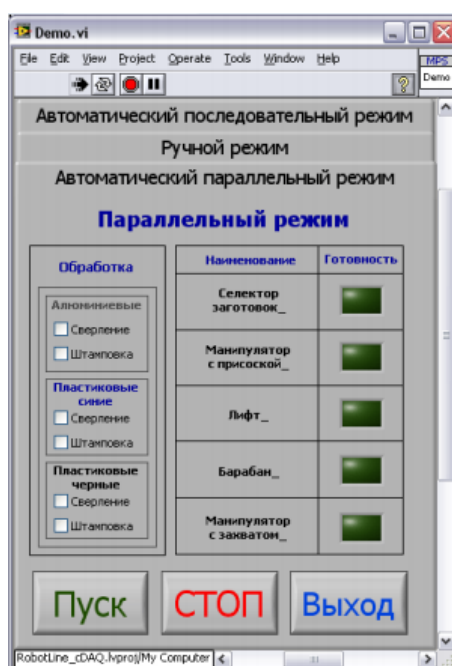 Demo.vi
File Edit View Project Operate Tools Window Help
MPS
Demo
Автоматический последовательный режим
Ручной режим
Автоматический параллельный режим
Параллельный режим
Обработка
Алюминиевые
Сверление
Штамповка
Пластиковые
синие
Сверление
Штамповка
Пластиковые
черные
Сверление
Штамповка
Наименование Готовность
Селектор
заготовок_
Манипулятор
с присоской_
Лифт_
Барабан_
Манипулятор
с захватом_
Пуск СТОП Выход
RobotLine_cDAQ.lvproj/My Computer